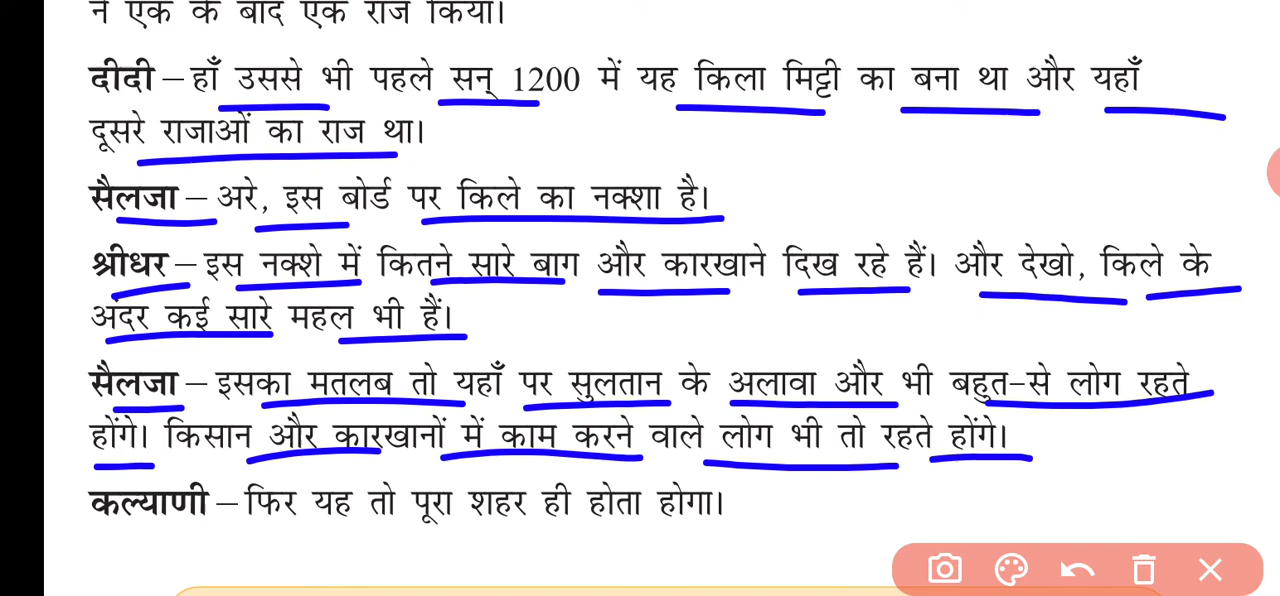 ने एक के बाद एक राज किया।
दीदी – हाँ उससे भी पहले सन् 1200 में यह किला मिट्टी का बना था और यहाँ
दूसरे राजाओं का राज था।
सैलजा – अरे, इस बोर्ड पर किले का नक्शा है।
श्रीधर – इस नक्शे में कितने सारे बाग और कारखाने दिख रहे हैं। और देखो, किले के
अंदर कई सारे महल भी हैं।
सैलजा – इसका मतलब तो यहाँ पर सुलतान के अलावा और भी बहुत-से लोग रहते
होंगे। किसान और कारखानों में काम करने वाले लोग भी तो रहते होंगे।
कल्याणी – फिर यह तो पूरा शहर ही होता होगा।